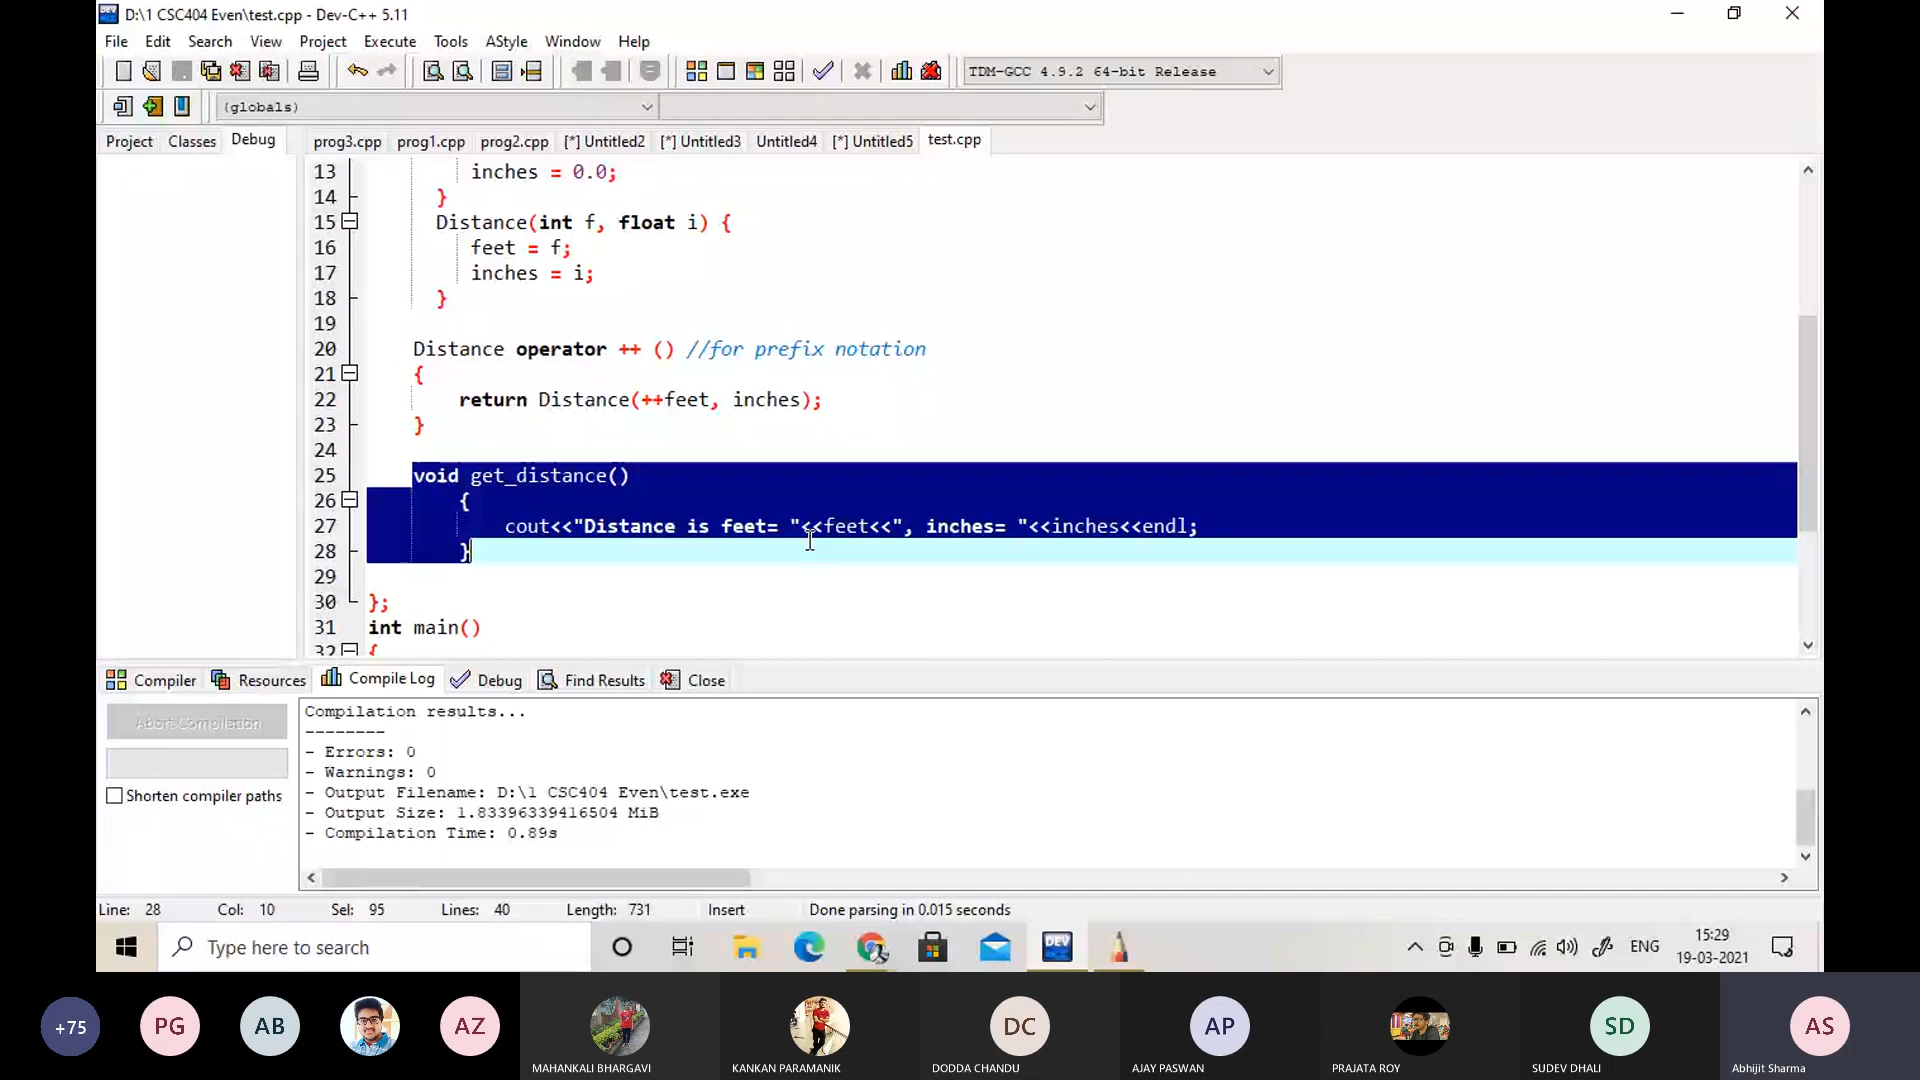 D:\1 CSC404 Even\test.cpp - Dev-C++ 5.11
File Edit Search View Project Execute Tools AStyle Window Help
TDM-GCC 4.9.2 64-bit Release
(globals)
Project Classes Debug
prog3.cpp prog1.cpp prog2.cpp [*] Untitled2 [*] Untitled3 Untitled4 [*] Untitled5 test.cpp
13 inches = 0.0;
14 }
15 Distance(int f, float i) {
16 feet = f;
17 inches = i;
18 }
19
20 Distance operator ++ () //for prefix notation
21 {
22 return Distance(++feet, inches);
23 }
24
25 void get_distance()
26 {
27 cout<<"Distance is feet= "<<feet<<", inches= "<<inches<<endl;
28 }
29
30 };
31 int main()
32 {
Compiler Resources Compile Log Debug Find Results Close
Abort Compilation
Shorten compiler paths
Compilation results...
--------
- Errors: 0
- Warnings: 0
- Output Filename: D:\1 CSC404 Even\test.exe
- Output Size: 1.83396339416504 MiB
- Compilation Time: 0.89s
Line: 28 Col: 10 Sel: 95 Lines: 40 Length: 731 Insert Done parsing in 0.015 seconds
Type here to search
DEV
ENG
15:29
19-03-2021
+75
PG
AB
AZ
DC
AP
SD
AS
MAHANKALI BHARGAVI
KANKAN PARAMANIK
DODDA CHANDU
AJAY PASWAN
PRAJATA ROY
SUDEV DHALI
Abhijit Sharma